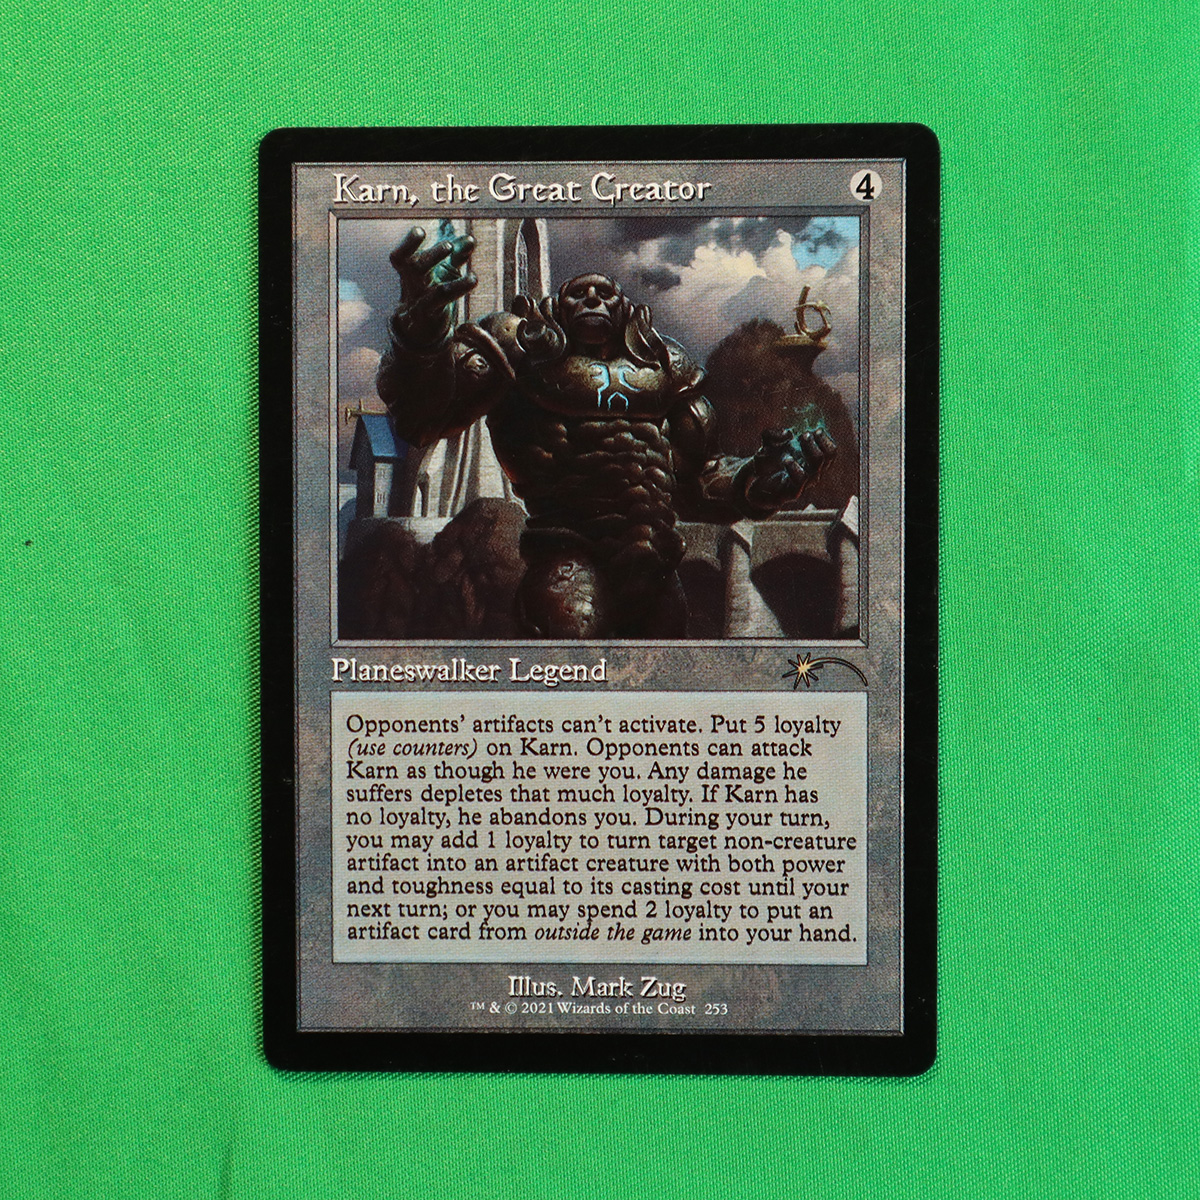 Karn, the Great Creator 4
Planeswalker Legend
Opponents' artifacts can't activate. Put 5 loyalty
(use counters) on Karn. Opponents can attack
Karn as though he were you. Any damage he
suffers depletes that much loyalty. If Karn has
no loyalty, he abandons you. During your turn,
you may add 1 loyalty to turn target non-creature
artifact into an artifact creature with both power
and toughness equal to its casting cost until your
next turn; or you may spend 2 loyalty to put an
artifact card from outside the game into your hand.
Illus. Mark Zug
™ & © 2021 Wizards of the Coast 253